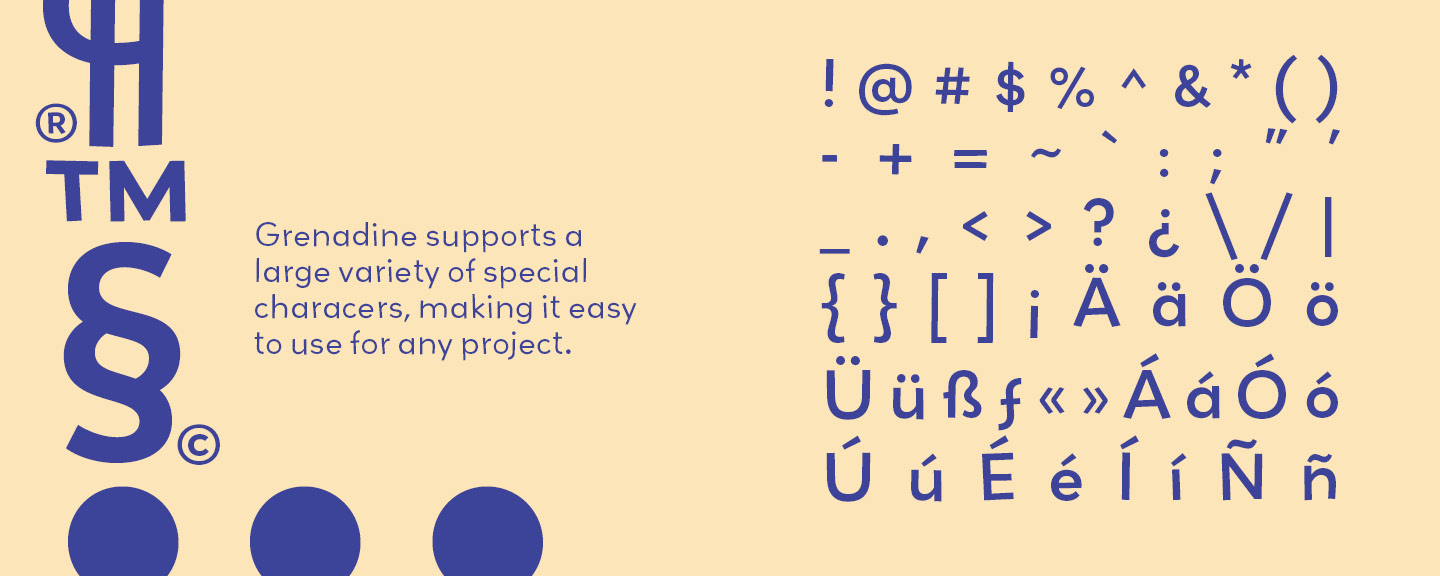 ¶
®
TM
§
©
...
Grenadine supports a
large variety of special
characers, making it easy
to use for any project.
! @ # $ % ^ & * ( )
- + = ~ ` : ; " '
_ . , < > ? ¿ \ / |
{ } [ ] ¡ Ä ä Ö ö
Ü ü ß ƒ « » Á á Ó ó
Ú ú É é Í í Ñ ñ